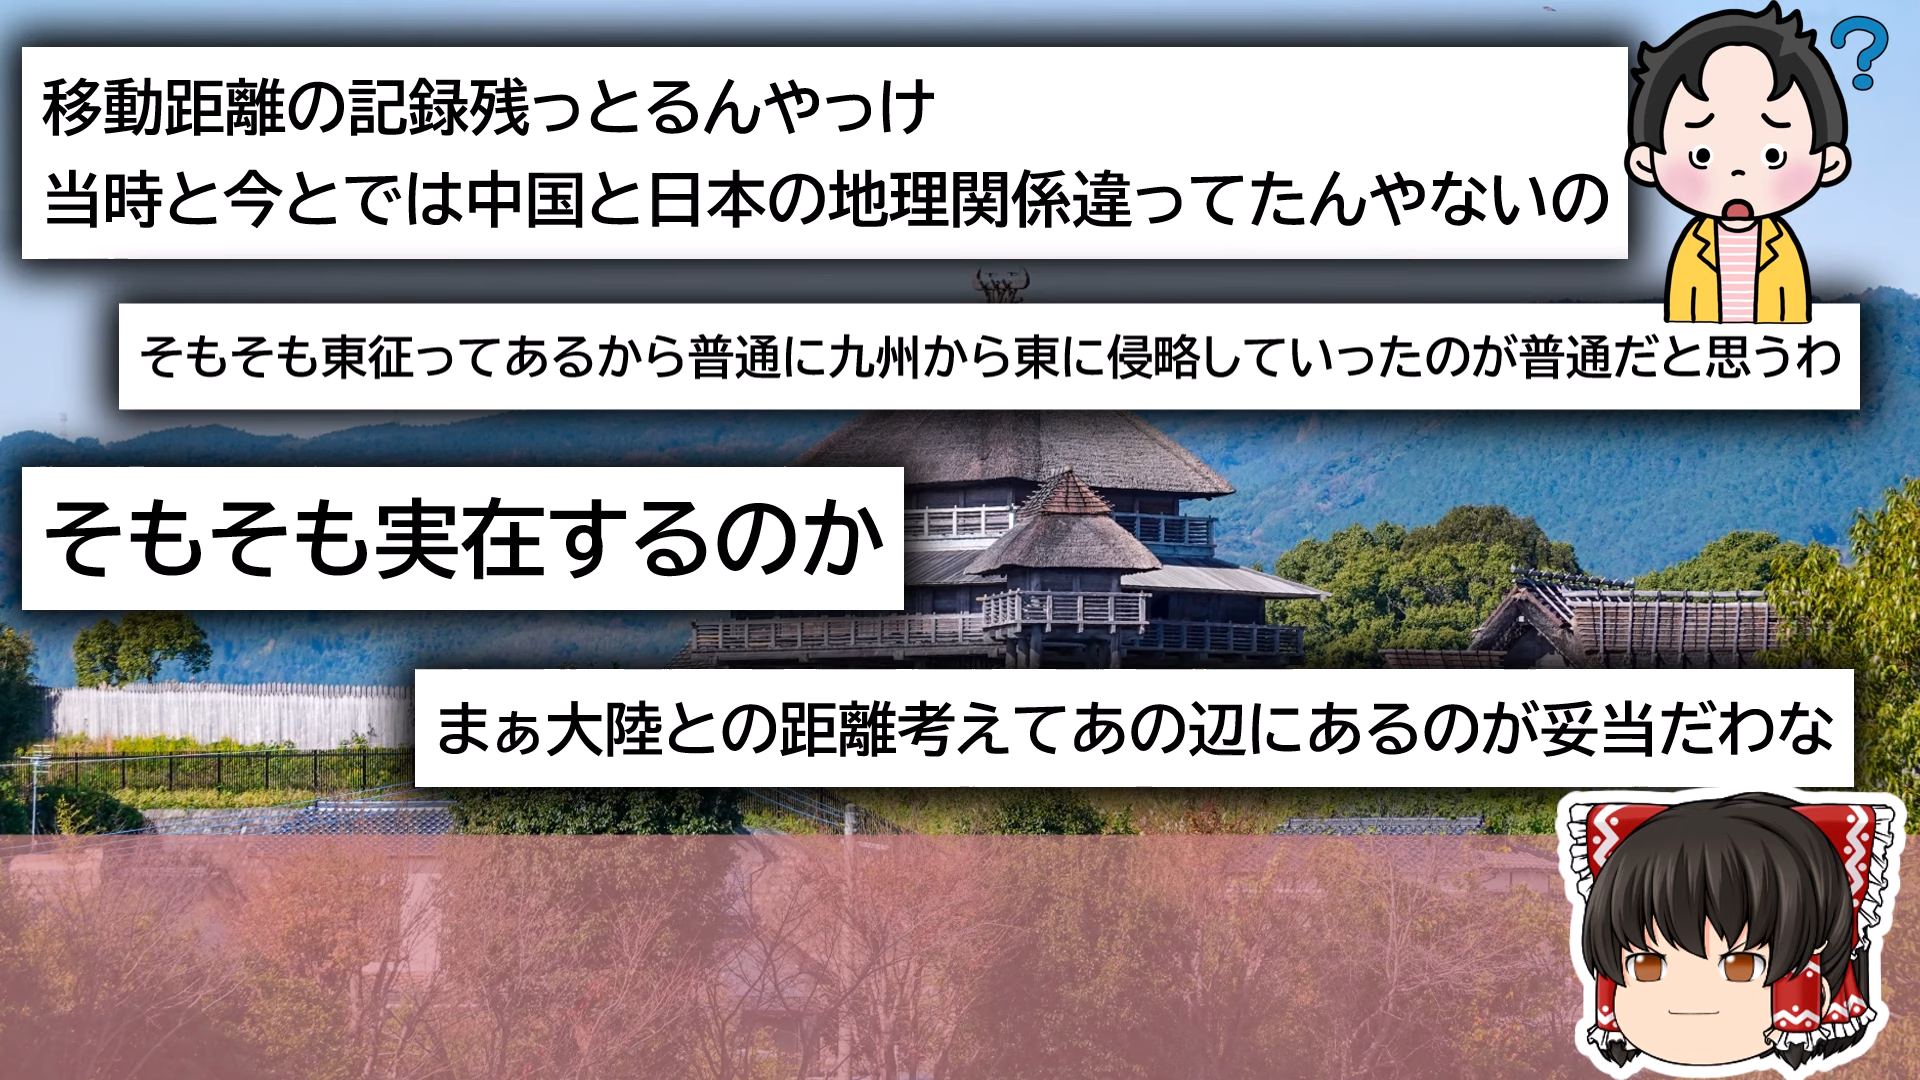 移動距離の記録残っとるんやっけ
当時と今とでは中国と日本の地理関係違ってたんやないの
そもそも東征ってあるから普通に九州から東に侵略していったのが普通だと思うわ
そもそも実在するのか
まぁ大陸との距離考えてあの辺にあるのが妥当だわな